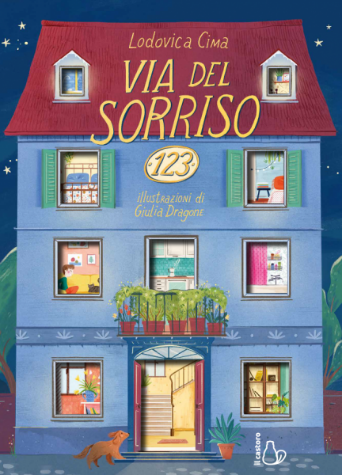 Lodovica Cima
VIA DEL
SORRISO
123
illustrazioni di
Giulia Dragone
il castoro